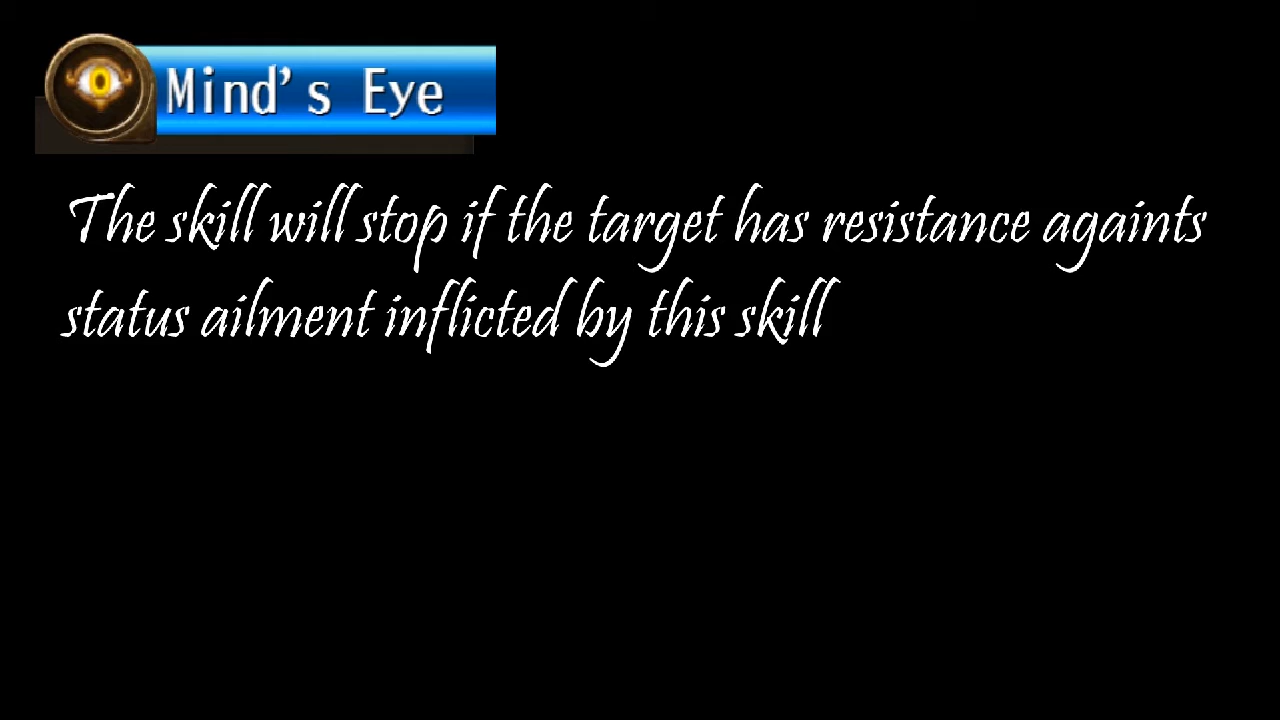 Mind's Eye
The skill will stop if the target has resistance againts
status ailment inflicted by this skill